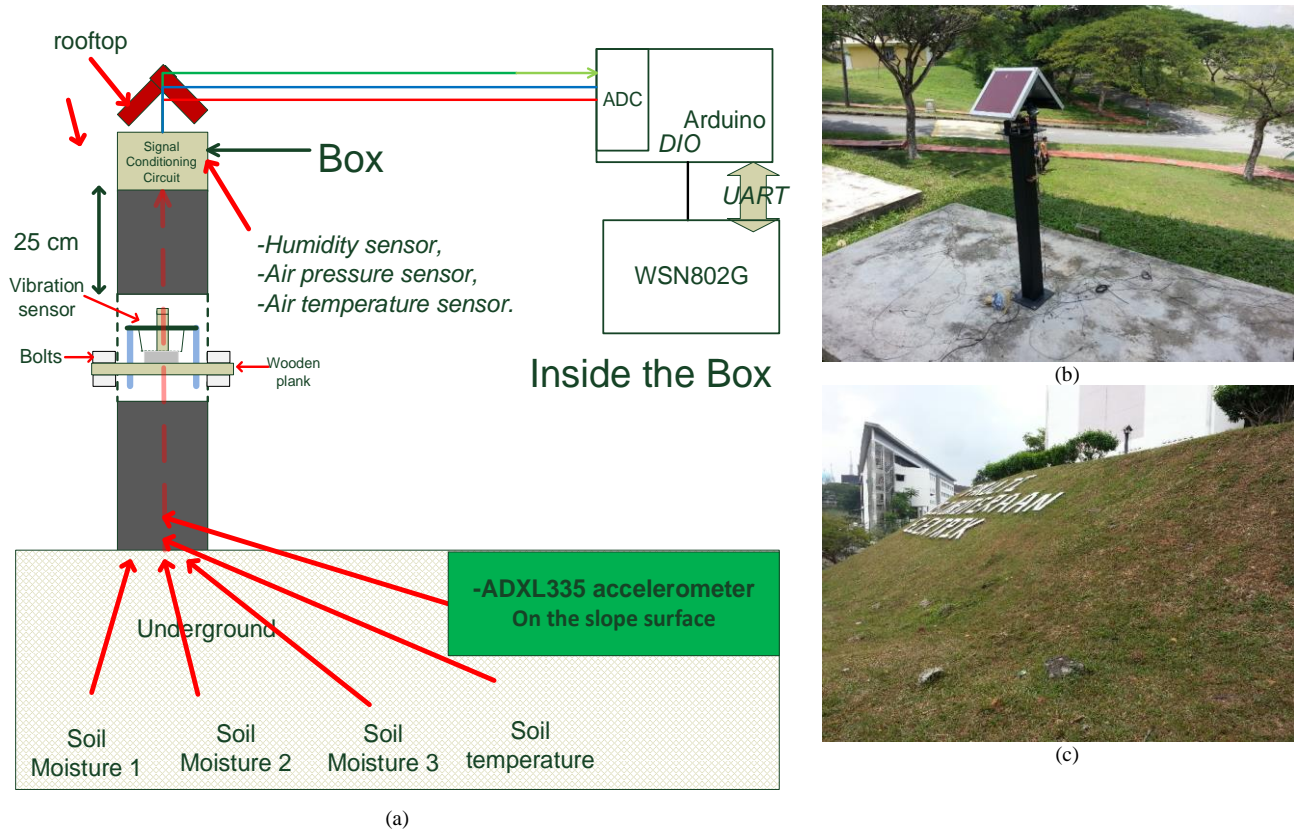 rooftop
Signal
Conditioning
Circuit
Box
25 cm
-Humidity sensor,
-Air pressure sensor,
-Air temperature sensor.
Vibration
sensor
Bolts
Wooden
plank
ADC
Arduino
DIO
UART
WSN802G
Inside the Box
-ADXL335 accelerometer
On the slope surface
Underground
Soil
Moisture 1
Soil
Moisture 2
Soil
Moisture 3
Soil
temperature
(a)
(b)
(c)